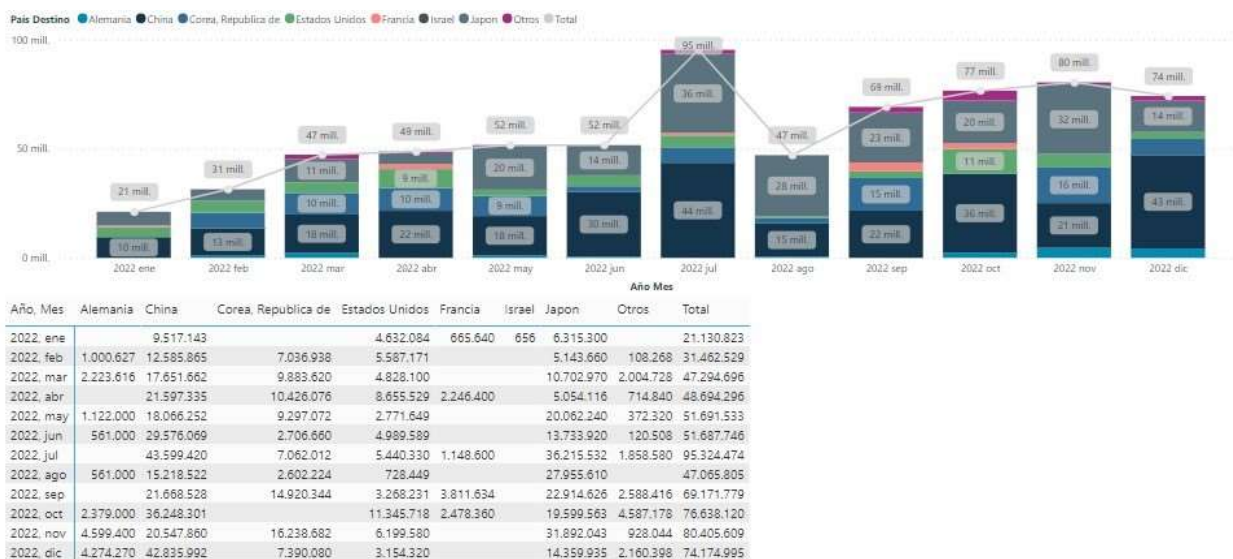 País Destino Alemania China Corea, Republica de Estados Unidos Francia Israel Japon Otros Total
100 mill.
50 mill.
0 mill.
21 mill. 31 mill. 47 mill. 49 mill. 52 mill. 52 mill. 95 mill. 47 mill. 69 mill. 77 mill. 80 mill. 74 mill.
10 mill.
13 mill.
11 mill. 10 mill. 18 mill.
9 mill. 10 mill. 22 mill.
20 mill. 9 mill. 18 mill.
14 mill. 30 mill.
36 mill. 44 mill.
28 mill. 15 mill.
23 mill. 15 mill. 22 mill.
20 mill. 11 mill. 36 mill.
32 mill. 16 mill. 21 mill.
14 mill. 43 mill.
2022 ene 2022 feb 2022 mar 2022 abr 2022 may 2022 jun 2022 jul 2022 ago 2022 sep 2022 oct 2022 nov 2022 dic
Año Mes
Año, Mes Alemania China Corea, Republica de Estados Unidos Francia Israel Japon Otros Total
2022, ene 9.517.143 4.632.084 665.640 656 6.315.300 21.130.823
2022, feb 1.000.627 12.585.865 7.036.938 5.587.171 5.143.660 108.268 31.462.529
2022, mar 2.223.616 17.651.662 9.883.620 4.828.100 10.702.970 2.004.728 47.294.696
2022, abr 21.597.335 10.426.076 8.655.529 2.246.400 5.054.116 714.840 48.694.296
2022, may 1.122.000 18.066.252 9.297.072 2.771.649 20.062.240 372.320 51.691.533
2022, jun 561.000 29.576.069 2.706.660 4.989.589 13.733.920 120.508 51.687.746
2022, jul 43.599.420 7.062.012 5.440.330 1.148.600 36.215.532 1.858.580 95.324.474
2022, ago 561.000 15.218.522 2.602.224 728.449 27.955.610 47.065.805
2022, sep 21.668.528 14.920.344 3.268.231 3.811.634 22.914.626 2.588.416 69.171.779
2022, oct 2.379.000 36.248.301 11.345.718 2.478.360 19.599.563 4.587.178 76.638.120
2022, nov 4.599.400 20.547.860 16.238.682 6.199.580 31.892.043 928.044 80.405.609
2022, dic 4.274.270 42.835.992 7.390.080 3.154.320 14.359.935 2.160.398 74.174.995